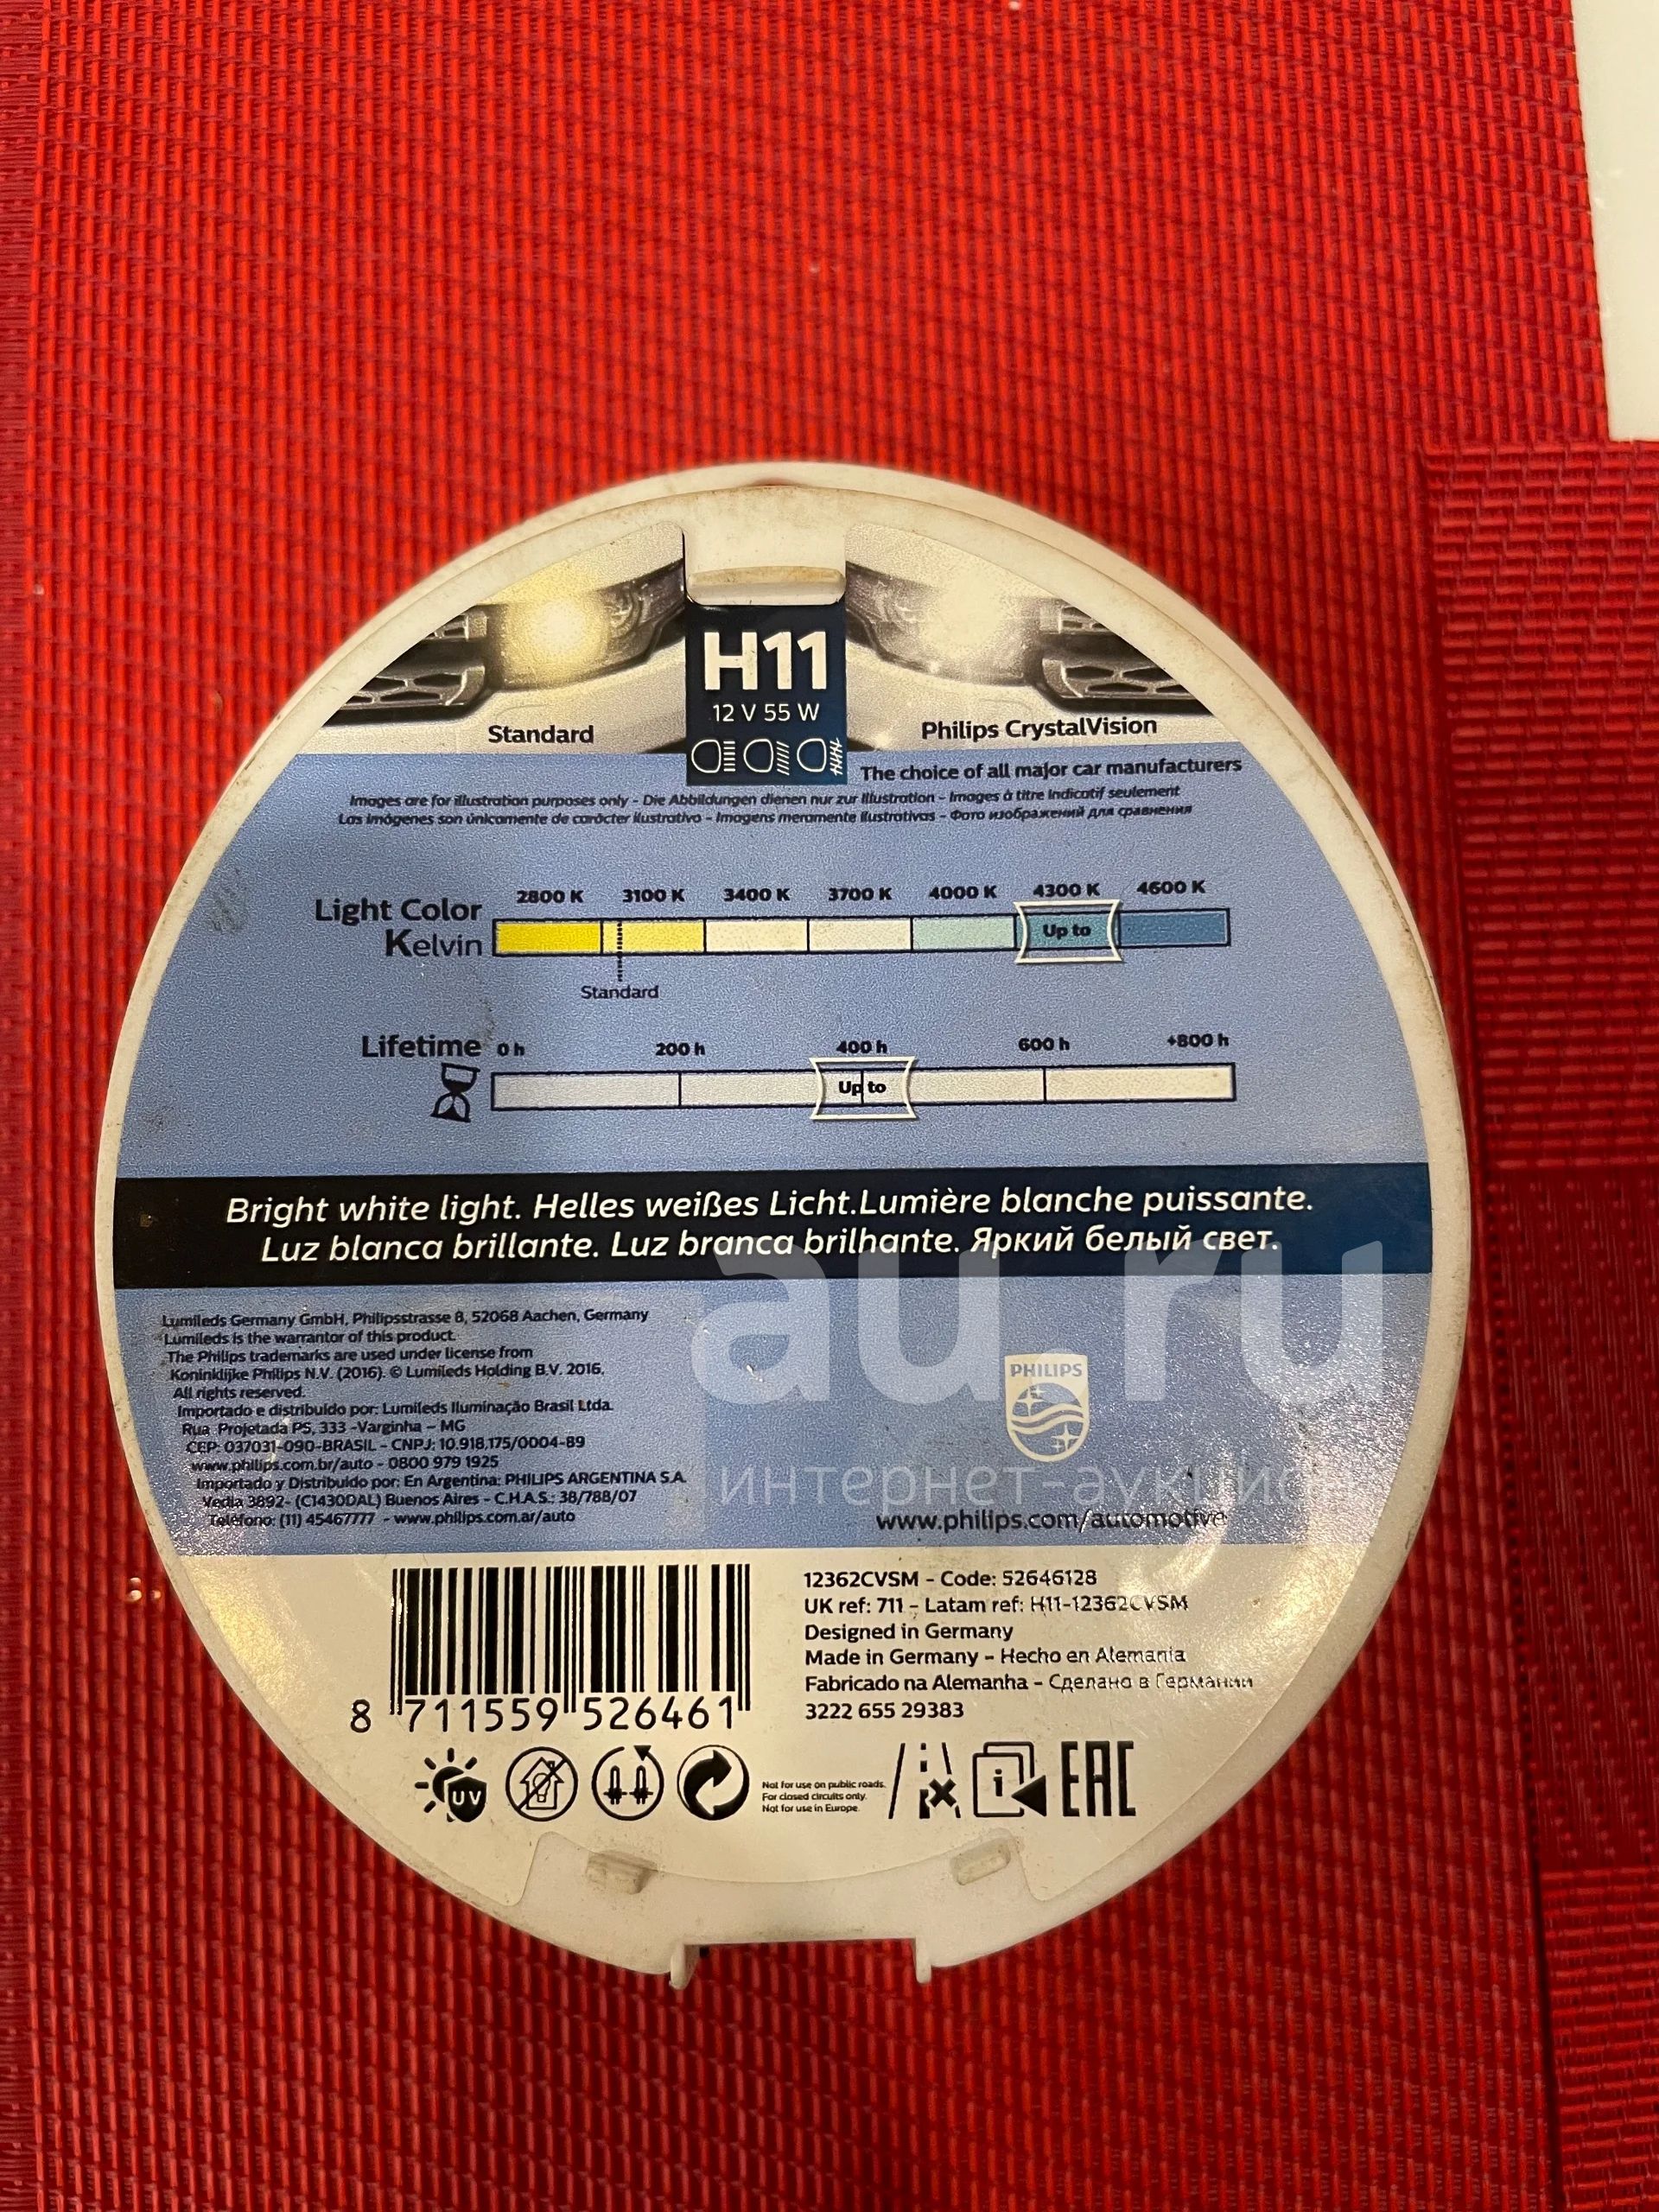 H11
12 V 55 W
Standard
Philips CrystalVision
The choice of all major car manufacturers
Images are for illustration purposes only - Die Abbildungen dienen nur zur Illustration - Images à titre indicatif seulement
Las imágenes son únicamente de carácter ilustrativo - Imagens meramente ilustrativas - Фото изображений для сравнения
2800 K 3100 K 3400 K 3700 K 4000 K 4300 K 4600 K
Light Color
Kelvin
Up to
Standard
Lifetime 0 h 200 h 400 h 600 h +800 h
Up to
Bright white light. Helles weißes Licht.Lumière blanche puissante.
Luz blanca brillante. Luz branca brilhante. Яркий белый свет.
au.ru
интернет-аукцион
Lumileds Germany GmbH, Philipsstrasse 8, 52068 Aachen, Germany
Lumileds is the warrantor of this product.
The Philips trademarks are used under license from
Koninklijke Philips N.V. (2016). © Lumileds Holding B.V. 2016.
All rights reserved.
Importado e distribuído por: Lumileds Iluminação Brasil Ltda.
Rua Projetada PS, 333 -Varginha - MG
CEP: 037031-090-BRASIL - CNPJ: 10.918.175/0004-89
www.philips.com.br/auto - 0800 979 1925
Importado y Distribuido por: En Argentina: PHILIPS ARGENTINA S.A.
Vedia 3892- (C1430DAL) Buenos Aires - C.H.A.S.: 38/788/07
Teléfono: (11) 45467777 - www.philips.com.ar/auto
PHILIPS
www.philips.com/automotive
12362CVSM - Code: 52646128
UK ref: 711 - Latam ref: H11-12362CVSM
Designed in Germany
Made in Germany - Hecho en Alemania
Fabricado na Alemanha - Сделано в Германии
3222 655 29383
8 711559 526461
UV
Not for use on public roads.
For closed circuits only.
Not for use in Europe.
i
EAC